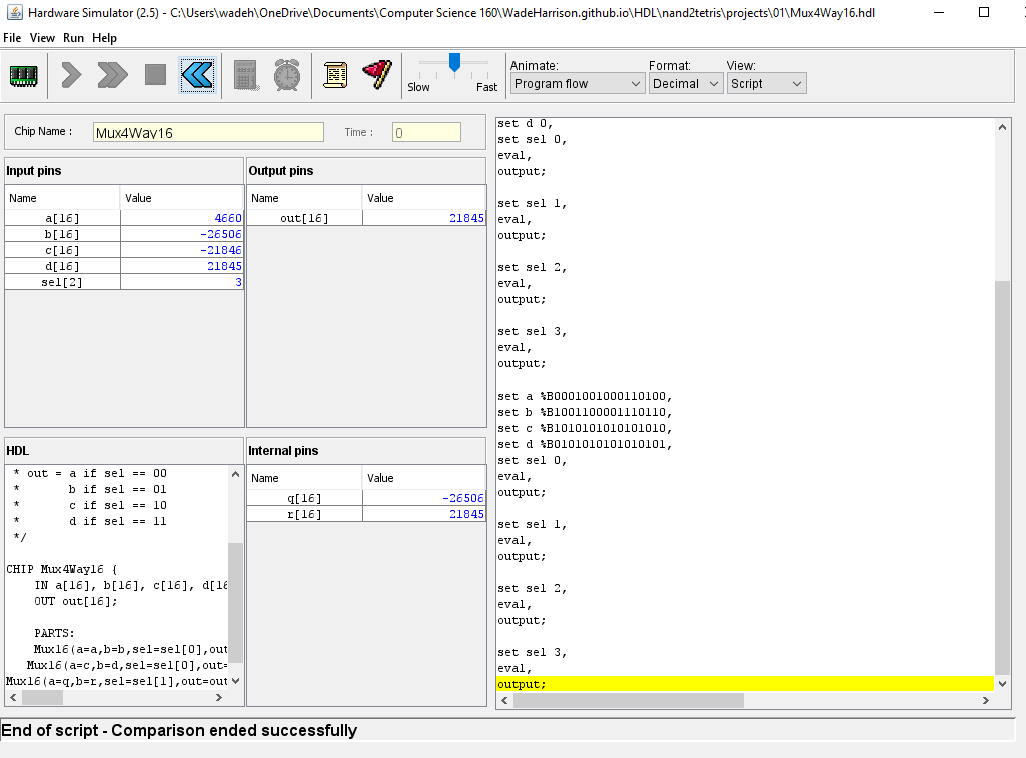 Hardware Simulator (2.5) - C:\Users\wadeh\OneDrive\Documents\Computer Science 160\WadeHarrison.github.io\HDL\nand2tetris\projects\01\Mux4Way16.hdl
File View Run Help
Slow Fast
Animate:
Program flow
Format:
Decimal
View:
Script
Chip Name :
Mux4Way16
Time :
0
Input pins
Name Value
a[16] 4660
b[16] -26506
c[16] -21846
d[16] 21845
sel[2] 3
Output pins
Name Value
out[16] 21845
HDL
* out = a if sel == 00
* b if sel == 01
* c if sel == 10
* d if sel == 11
*/
CHIP Mux4Way16 {
IN a[16], b[16], c[16], d[16
OUT out[16];
PARTS:
Mux16(a=a,b=b,sel=sel[0],out
Mux16(a=c,b=d,sel=sel[0],out=
Mux16(a=q,b=r,sel=sel[1],out=out
Internal pins
Name Value
q[16] -26506
r[16] 21845
set d 0,
set sel 0,
eval,
output;
set sel 1,
eval,
output;
set sel 2,
eval,
output;
set sel 3,
eval,
output;
set a %B0001001000110100,
set b %B1001100001110110,
set c %B1010101010101010,
set d %B0101010101010101,
set sel 0,
eval,
output;
set sel 1,
eval,
output;
set sel 2,
eval,
output;
set sel 3,
eval,
output;
End of script - Comparison ended successfully